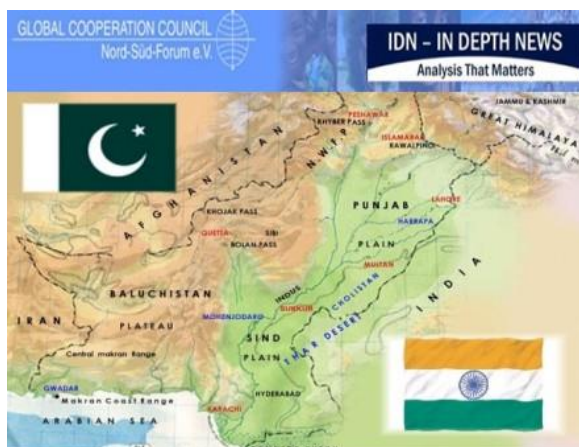 GLOBAL COOPERATION COUNCIL
Nord-Süd-Forum e.V.
IDN – IN DEPTH NEWS
Analysis That Matters
JAMMU & KASHMIR
PESHAWAR
KHYBER PASS
GREAT HIMALAYA
ISLAMABAD
RAWALPINDI
N.W.F.P
AFGHANISTAN
PUNJAB
LAHORE
KHOJAK PASS
HARRAPA
QUETTA
SIBI
BOLAN PASS
PLAIN
MULTAN
INDIA
INDUS
CHOLISTAN
BALUCHISTAN
MOHENJODARO
SUKKUR
IRAN
PLATEAU
SIND
THAR DESERT
Central makran Range
PLAIN
GWADAR
HYDERABAD
Makran Coast Range
KARACHI
ARABIAN SEA